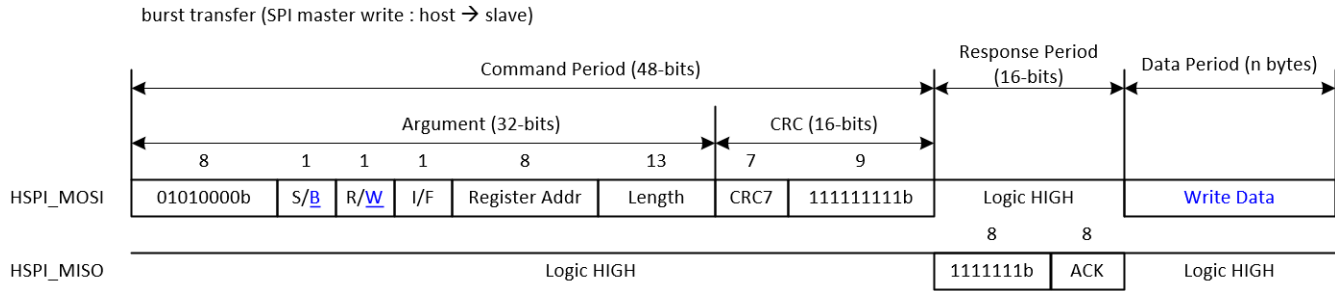 burst transfer (SPI master write : host → slave)
Command Period (48-bits)
Response Period
(16-bits)
Data Period (n bytes)
Argument (32-bits)
CRC (16-bits)
8 1 1 1 8 13 7 9
HSPI_MOSI 01010000b S/B R/W I/F Register Addr Length CRC7 111111111b Logic HIGH Write Data
8 8
HSPI_MISO Logic HIGH 1111111b ACK Logic HIGH